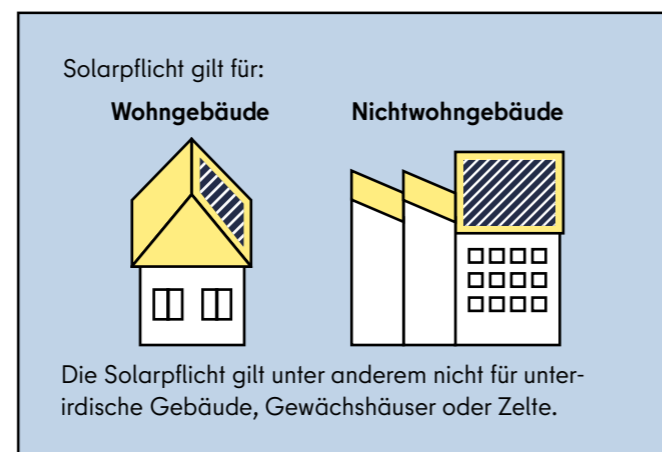 Solarpflicht gilt für:
Wohngebäude Nichtwohngebäude
Die Solarpflicht gilt unter anderem nicht für unter-
irdische Gebäude, Gewächshäuser oder Zelte.